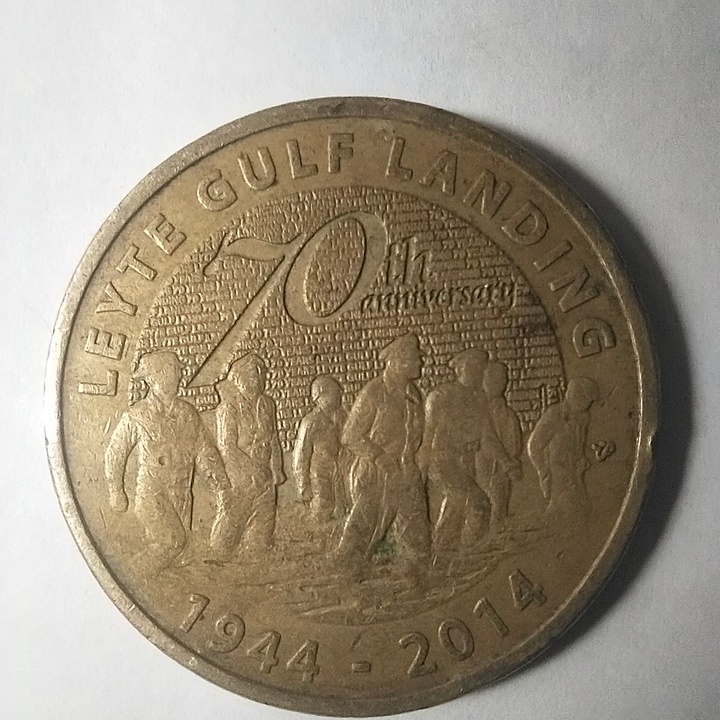 LEYTE GULF LANDING
70th
anniversary
1944 - 2014